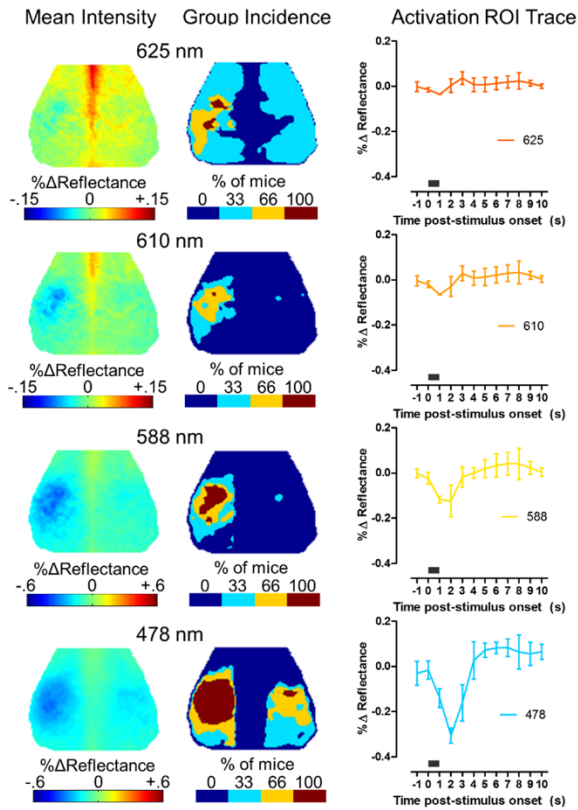 Mean Intensity Group Incidence Activation ROI Trace
625 nm
%ΔReflectance
-.15 0 +.15
% of mice
0 33 66 100
% Δ Reflectance
0.2
0.0
-0.2
-0.4
625
-1 0 1 2 3 4 5 6 7 8 9 10
Time post-stimulus onset (s)
610 nm
%ΔReflectance
-.15 0 +.15
% of mice
0 33 66 100
% Δ Reflectance
0.2
0.0
-0.2
-0.4
610
-1 0 1 2 3 4 5 6 7 8 9 10
Time post-stimulus onset (s)
588 nm
%ΔReflectance
-.6 0 +.6
% of mice
0 33 66 100
% Δ Reflectance
0.2
0.0
-0.2
-0.4
588
-1 0 1 2 3 4 5 6 7 8 9 10
Time post-stimulus onset (s)
478 nm
%ΔReflectance
-.6 0 +.6
% of mice
0 33 66 100
% Δ Reflectance
0.2
0.0
-0.2
-0.4
478
-1 0 1 2 3 4 5 6 7 8 9 10
Time post-stimulus onset (s)